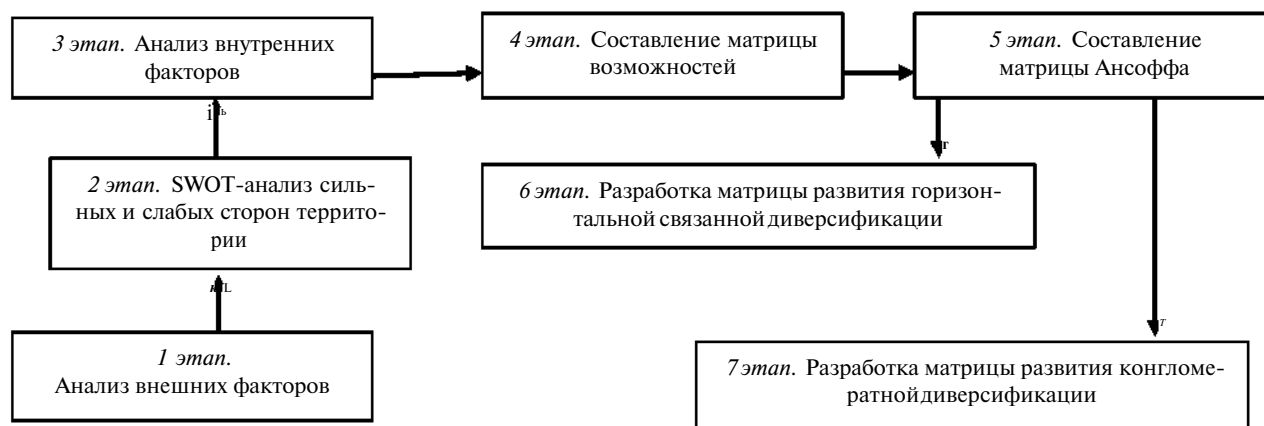 3 этап. Анализ внутренних
факторов
4 этап. Составление матрицы
возможностей
5 этап. Составление
матрицы Ансоффа
2 этап. SWOT-анализ силь-
ных и слабых сторон террито-
рии
6 этап. Разработка матрицы развития горизон-
тальной связанной диверсификации
1 этап.
Анализ внешних факторов
7 этап. Разработка матрицы развития конгломе-
ратной диверсификации